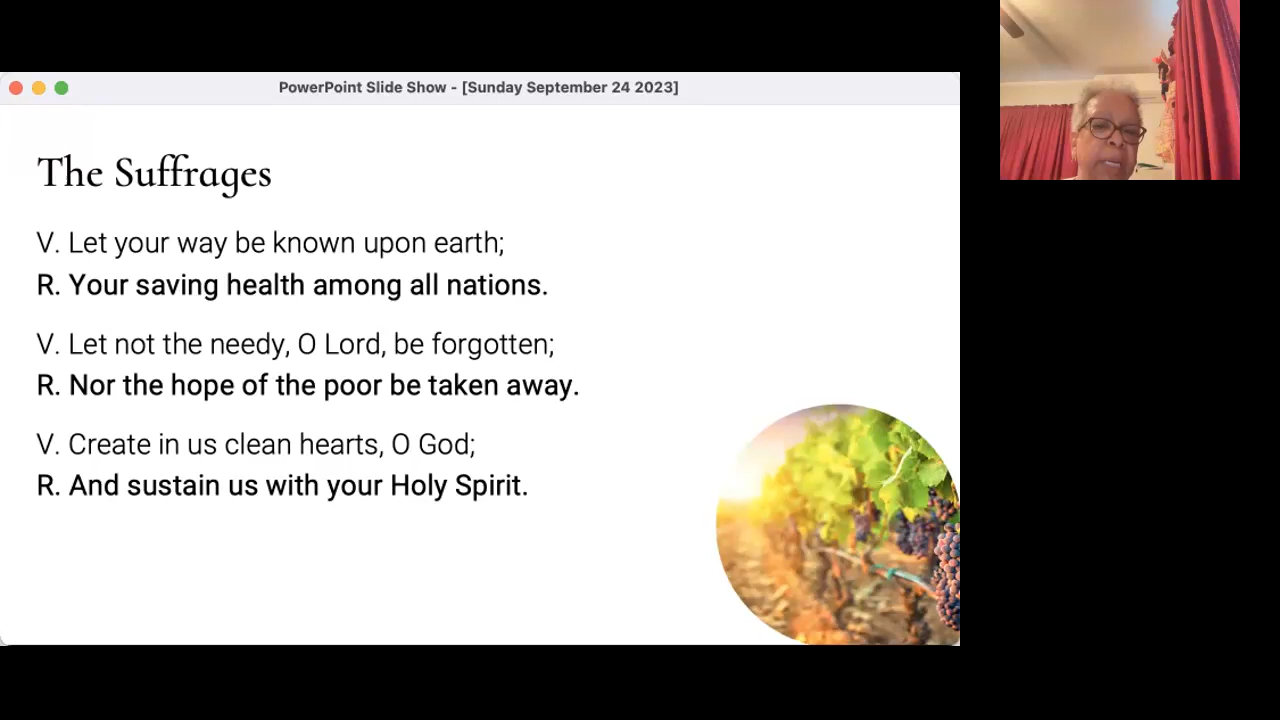 PowerPoint Slide Show - [Sunday September 24 2023]
The Suffrages
V. Let your way be known upon earth;
R. Your saving health among all nations.
V. Let not the needy, O Lord, be forgotten;
R. Nor the hope of the poor be taken away.
V. Create in us clean hearts, O God;
R. And sustain us with your Holy Spirit.